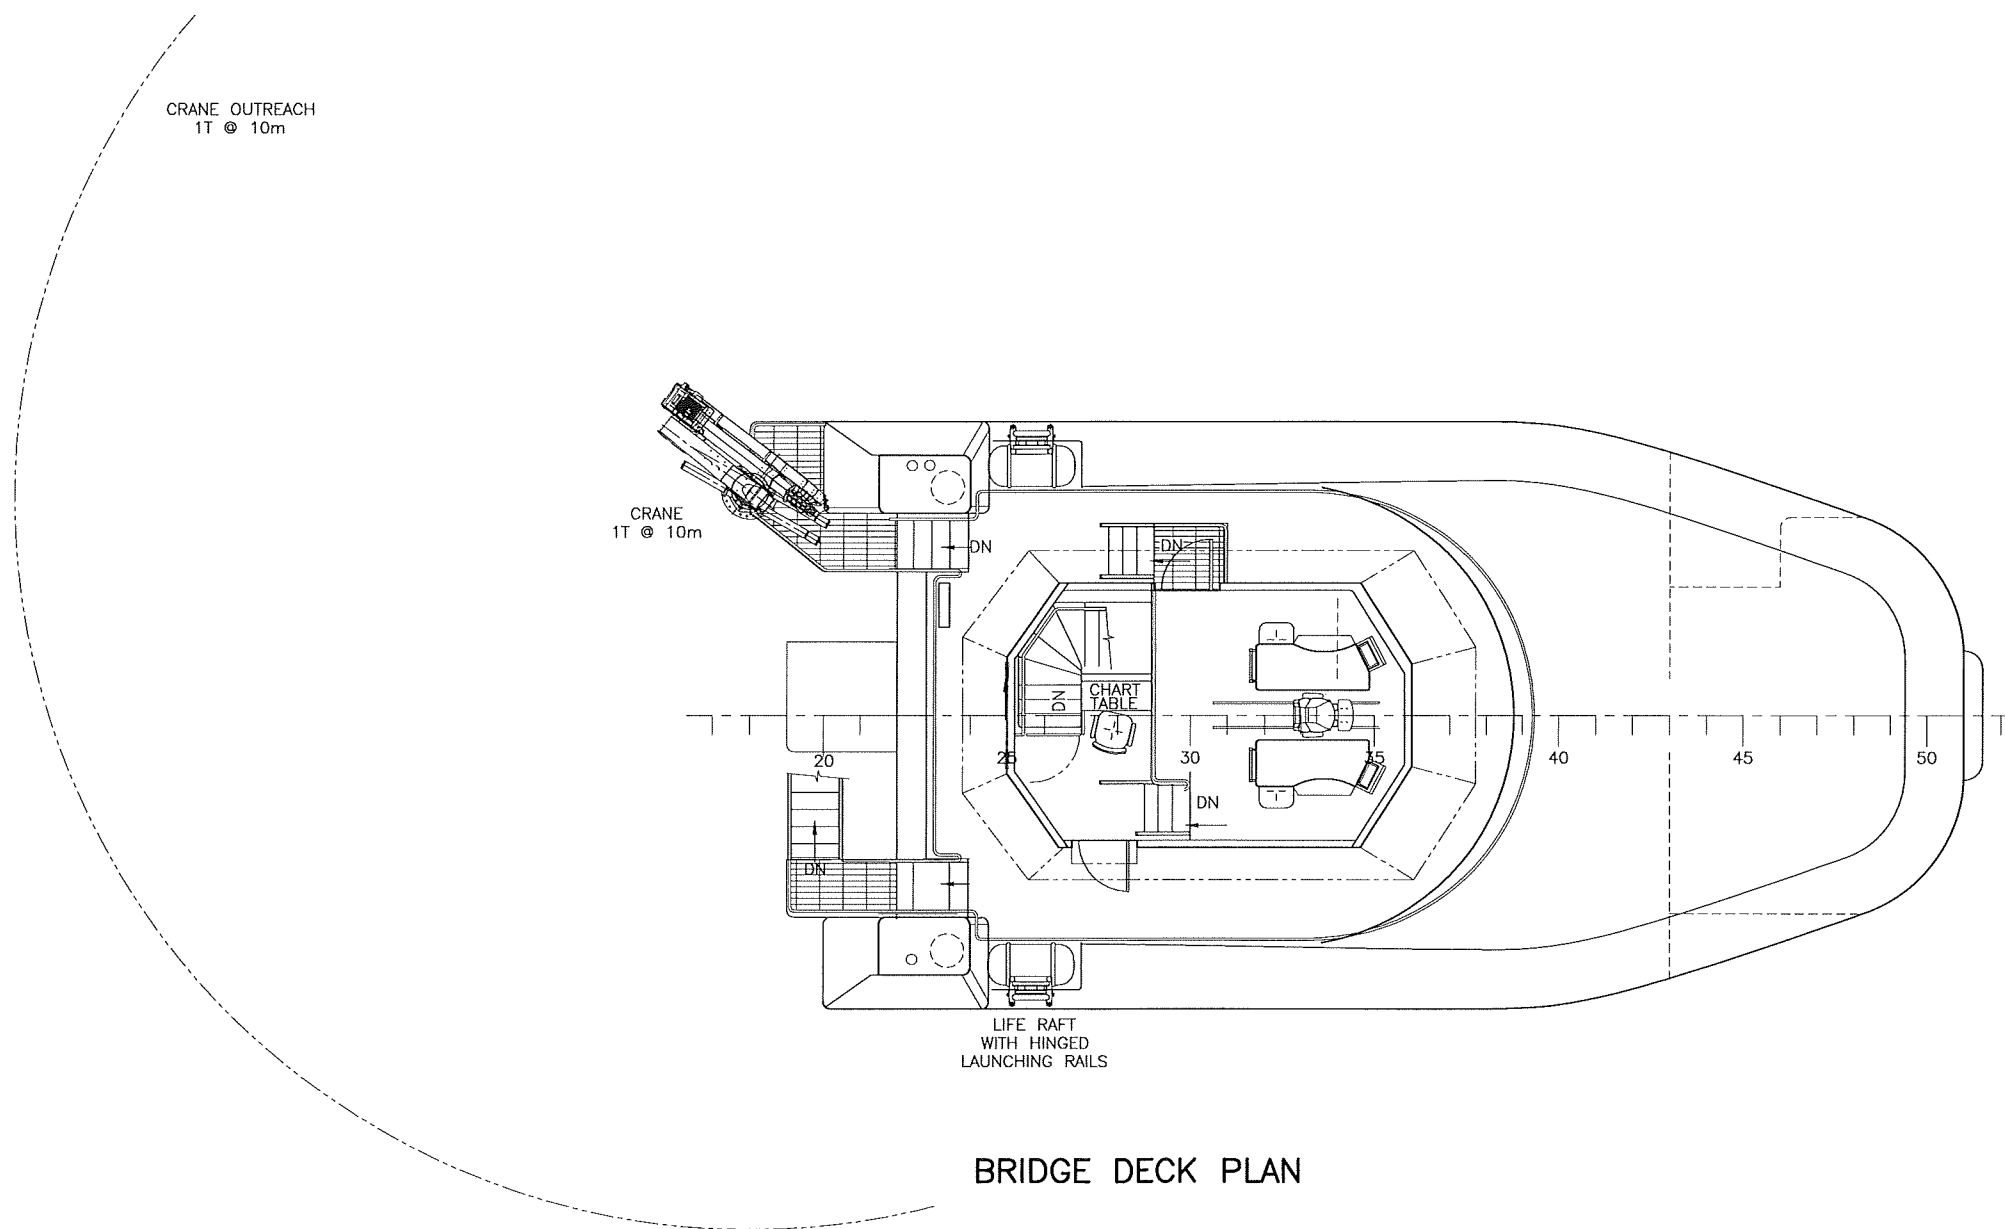 CRANE OUTREACH
1T @ 10m
CRANE
1T @ 10m
DN
DN
DN
CHART
TABLE
20
25
30
35
40
45
50
DN
DN
LIFE RAFT
WITH HINGED
LAUNCHING RAILS
BRIDGE DECK PLAN